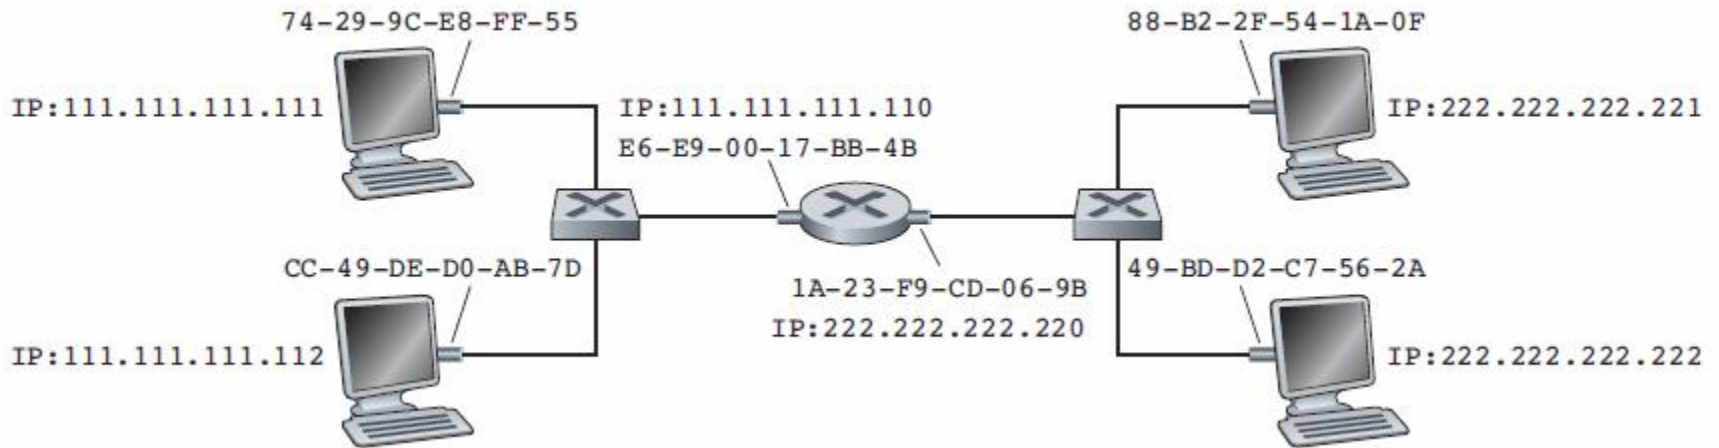 74-29-9C-E8-FF-55
88-B2-2F-54-1A-0F
IP:111.111.111.111
IP:111.111.111.110
IP:222.222.222.221
E6-E9-00-17-BB-4B
CC-49-DE-D0-AB-7D
49-BD-D2-C7-56-2A
1A-23-F9-CD-06-9B
IP:222.222.222.220
IP:111.111.111.112
IP:222.222.222.222